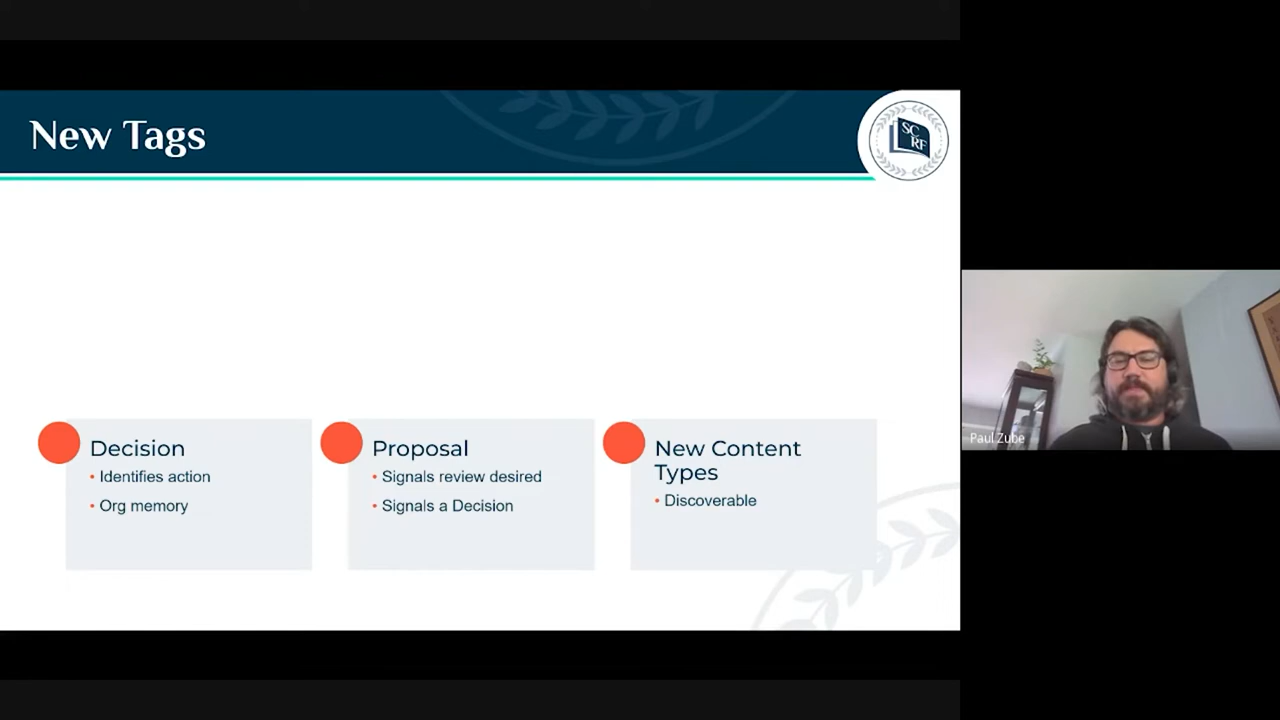 New Tags
SC
RF
Decision
• Identifies action
• Org memory
Proposal
• Signals review desired
• Signals a Decision
New Content
Types
• Discoverable
Paul Zube